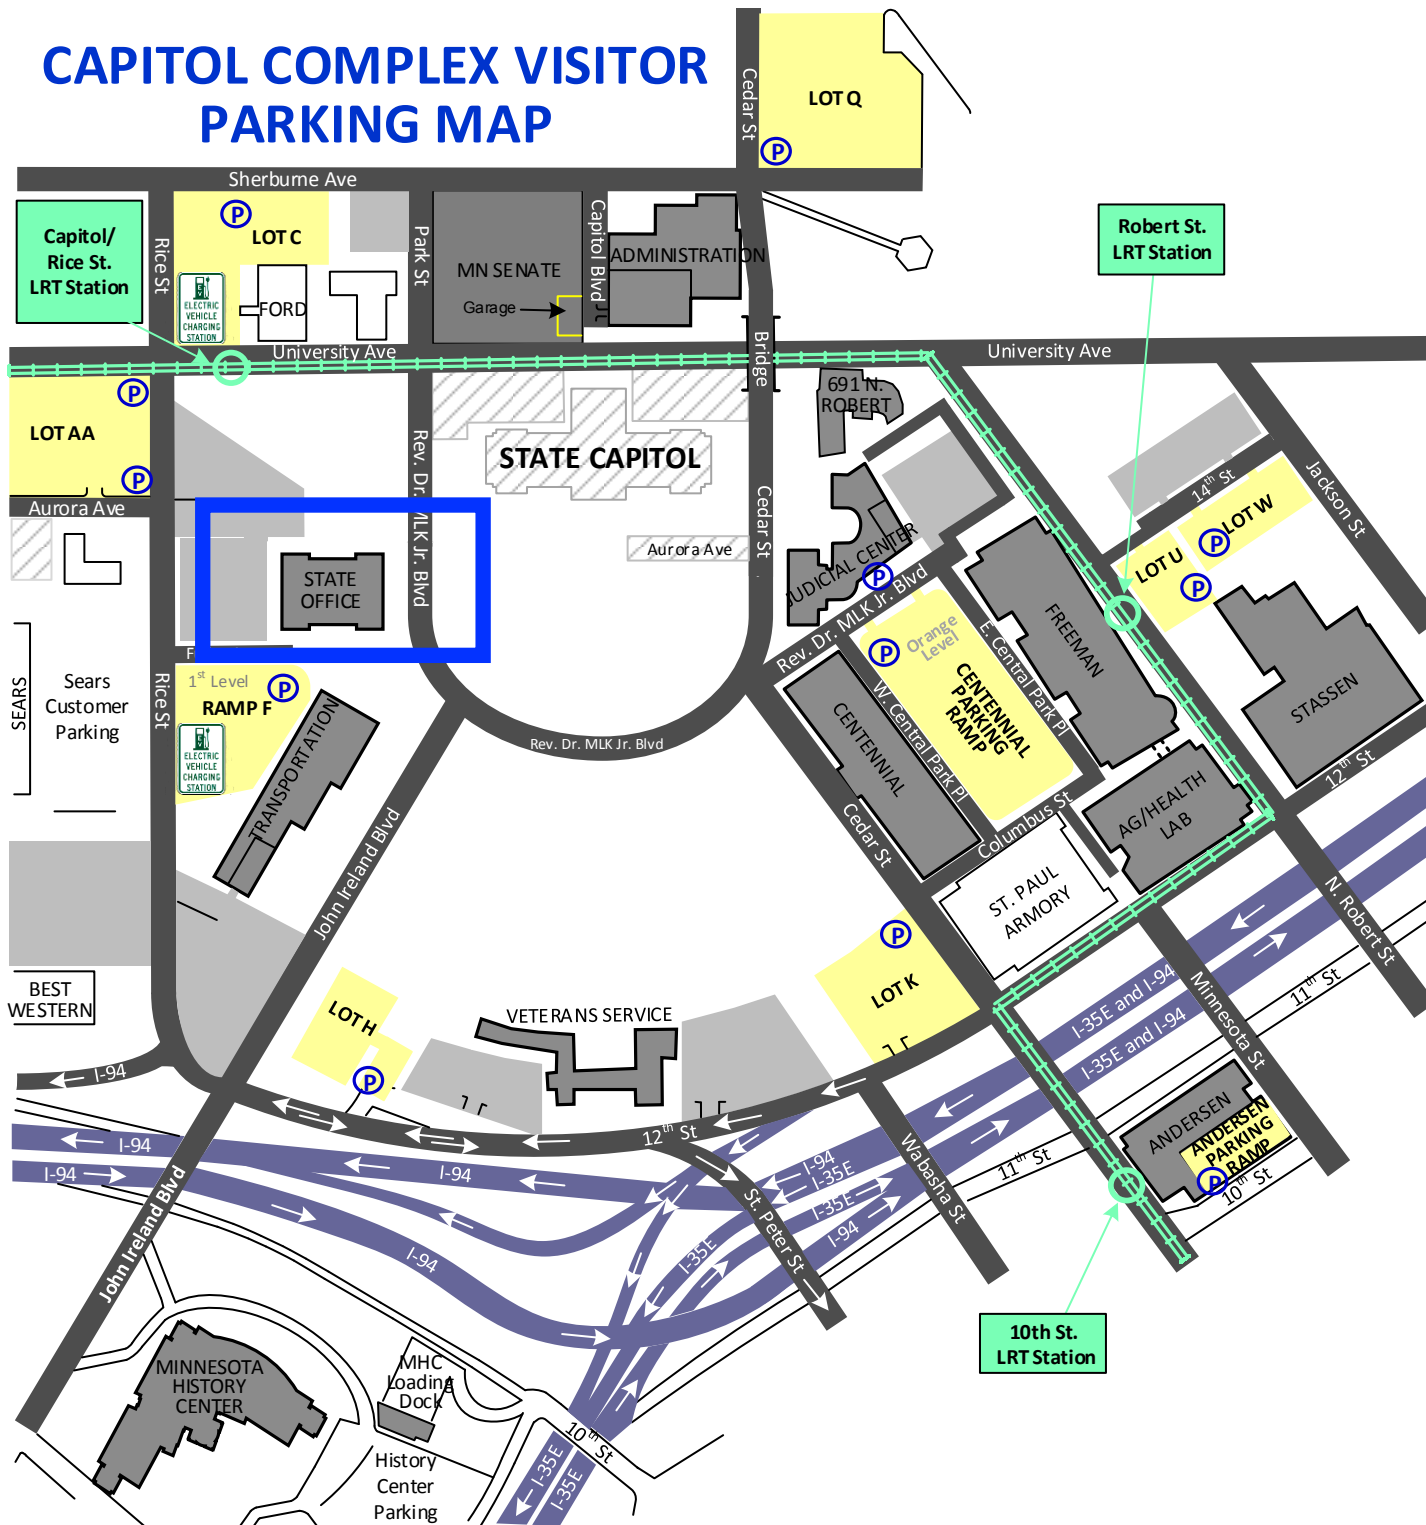 CAPITOL COMPLEX VISITOR
PARKING MAP
Cedar St
LOT Q
P
Sherburne Ave
Capitol/
Rice St.
LRT Station
Rice St
P
LOT C
EV
ELECTRIC
VEHICLE
CHARGING
STATION
FORD
Park St
MN SENATE
Garage
Capitol Blvd
ADMINISTRATION
Robert St.
LRT Station
University Ave
Bridge
University Ave
P
LOT AA
P
Aurora Ave
Rev. Dr. MLK Jr. Blvd
STATE CAPITOL
Cedar St
Aurora Ave
691 N.
ROBERT
JUDICIAL CENTER
P
14th St
LOT W
P
LOT U
P
Jackson St
STATE
OFFICE
F
SEARS
Sears
Customer
Parking
Rice St
1st Level
RAMP F
P
EV
ELECTRIC
VEHICLE
CHARGING
STATION
TRANSPORTATION
Rev. Dr. MLK Jr. Blvd
Rev. Dr. MLK Jr. Blvd
P
Orange
Level
CENTENNIAL
PARKING
RAMP
E. Central Park Pl
W. Central Park Pl
FREEMAN
STASSEN
12th St
CENTENNIAL
Cedar St
Columbus St
AG/HEALTH
LAB
ST. PAUL
ARMORY
N. Robert St
John Ireland Blvd
BEST
WESTERN
LOT H
P
VETERANS SERVICE
P
LOT K
I-35E and I-94
I-35E and I-94
11th St
Minnesota St
I-94
12th St
I-94
I-94
I-94
I-94
I-94
I-35E
I-35E
I-94
I-35E
Wabasha St
11th St
ANDERSEN
ANDERSEN
PARKING
RAMP
P
10th St
St. Peter St
John Ireland Blvd
10th St.
LRT Station
MINNESOTA
HISTORY
CENTER
MHC
Loading
Dock
10th St
History
Center
Parking
I-35E
I-35E